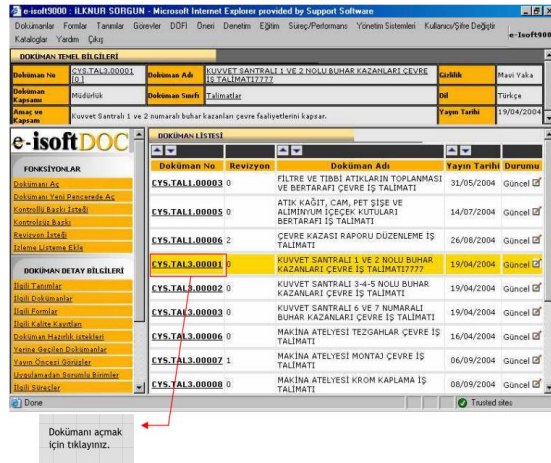 e-isoft9000 : İLKNUR SORGUN - Microsoft Internet Explorer provided by Support Software
Dokümanlar Formlar Tanımlar Görevler DÖFİ Öneri Denetim Eğitim Süreç/Performans Yönetim Sistemleri Kullanıcı/Şifre Değiştir
Kataloglar Yardım Çıkış
e-Isoft900
DOKÜMAN TEMEL BİLGİLERİ
Doküman No CYS.TAL3.00001 [0 ] Doküman Adı KUVVET SANTRALI 1 VE 2 NOLU BUHAR KAZANLARI ÇEVRE İŞ TALİMATI7777 Gizlilik Mavi Yaka
Doküman Kapsamı Müdürlük Doküman Sınıfı Talimatlar Dil Türkçe
Amaç ve Kapsam Kuvvet Santralı 1 ve 2 numaralı buhar kazanları çevre faaliyetlerini kapsar. Yayın Tarihi 19/04/2004
e-isoftDOC
FONKSİYONLAR
Dokümanı Aç
Dokümanı Yeni Pencerede Aç
Kontrollü Baskı İsteği
Kontrolsüz Baskı
Revizyon İsteği
İzleme Listeme Ekle
DOKÜMAN DETAY BİLGİLERİ
İlgili Tanımlar
İlgili Dokümanlar
İlgili Formlar
İlgili Kalite Kayıtları
Doküman Hazırlık istekleri
Yerine Geçilen Dokümanlar
Yayın Öncesi Görüşler
Uygulamadan Sorumlu Birimler
İlgili Süreçler
DOKÜMAN LİSTESİ
Doküman No Revizyon Doküman Adı Yayın Tarihi Durumu
CYS.TAL1.00003 0 FİLTRE VE TIBBİ ATIKLARIN TOPLANMASI VE BERTARAFI ÇEVRE İŞ TALİMATI 31/05/2004 Güncel
CYS.TAL1.00005 0 ATIK KAĞIT, CAM, PET ŞİŞE VE ALİMİNYUM İÇEÇEK KUTULARI BERTARAFI İŞ TALİMATI 14/07/2004 Güncel
CYS.TAL1.00006 2 ÇEVRE KAZASI RAPORU DÜZENLEME İŞ TALİMATI 26/08/2004 Güncel
CYS.TAL3.00001 0 KUVVET SANTRALI 1 VE 2 NOLU BUHAR KAZANLARI ÇEVRE İŞ TALİMATI7777 19/04/2004 Güncel
CYS.TAL3.00002 0 KUVVET SANTRALI 3-4-5 NOLU BUHAR KAZANLARI ÇEVRE İŞ TALİMATI 19/04/2004 Güncel
CYS.TAL3.00003 0 KUVVET SANTRALİ 6 VE 7 NUMARALI BUHAR KAZANLARI ÇEVRE İŞ TALİMATI 19/04/2004 Güncel
CYS.TAL3.00006 0 MAKİNA ATELYESİ TEZGAHLAR ÇEVRE İŞ TALİMATI 16/04/2004 Güncel
CYS.TAL3.00007 1 MAKİNA ATELYESİ MONTAJ ÇEVRE İŞ TALİMATI 06/09/2004 Güncel
CYS.TAL3.00008 0 MAKİNA ATELYESİ KROM KAPLAMA İŞ TALİMATI 08/09/2004 Güncel
Done
Trusted sites
Dokümanı açmak
için tıklayınız.